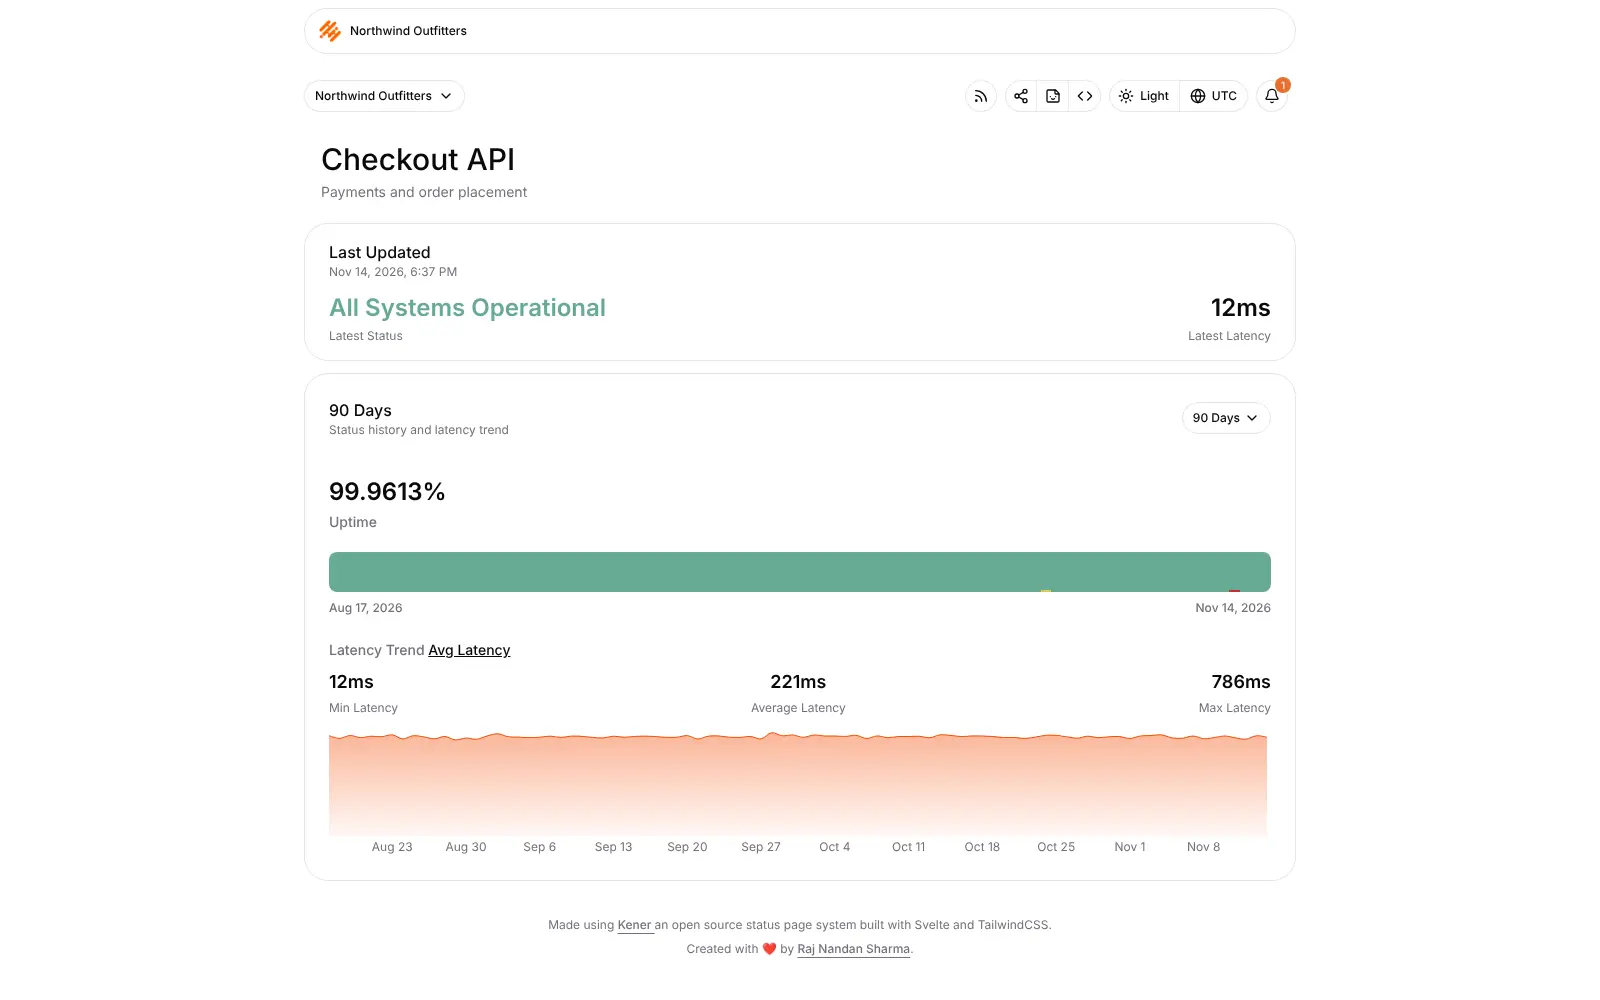 Northwind Outfitters
Northwind Outfitters
Light
UTC
1
Checkout API
Payments and order placement
Last Updated
Nov 14, 2026, 6:37 PM
All Systems Operational
12ms
Latest Status
Latest Latency
90 Days
Status history and latency trend
90 Days
99.9613%
Uptime
Aug 17, 2026
Nov 14, 2026
Latency Trend Avg Latency
12ms
221ms
786ms
Min Latency
Average Latency
Max Latency
Aug 23
Aug 30
Sep 6
Sep 13
Sep 20
Sep 27
Oct 4
Oct 11
Oct 18
Oct 25
Nov 1
Nov 8
Made using Kener an open source status page system built with Svelte and TailwindCSS.
Created with ❤️ by Raj Nandan Sharma.